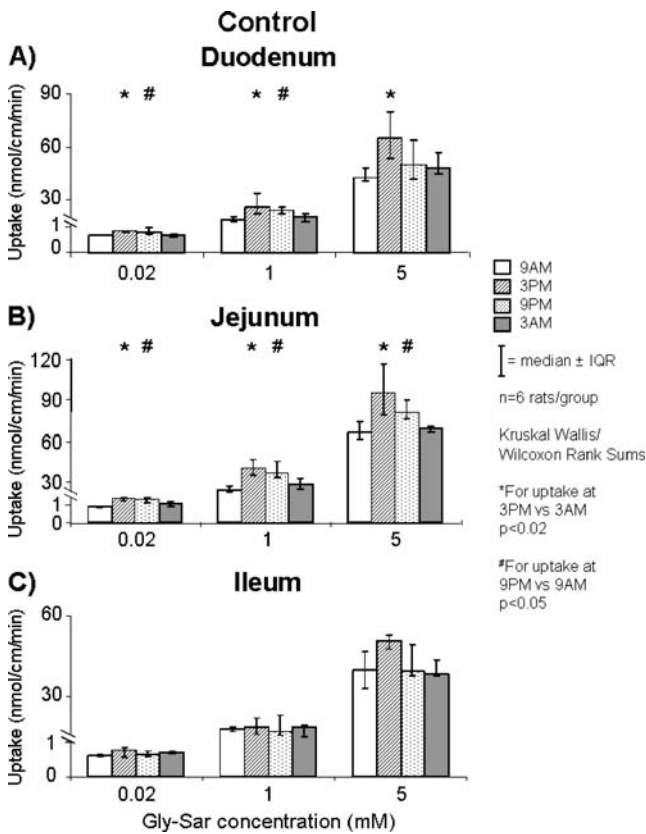 Control
A) Duodenum
* # * # *
90
60
30
1
0
Uptake (nmol/cm/min)
0.02 1 5
B) Jejunum
* # * # * #
120
90
60
30
1
0
Uptake (nmol/cm/min)
0.02 1 5
C) Ileum
60
30
1
0
Uptake (nmol/cm/min)
0.02 1 5
Gly-Sar concentration (mM)
9AM
3PM
9PM
3AM
= median ± IQR
n=6 rats/group
Kruskal Wallis/
Wilcoxon Rank Sums
*For uptake at
3PM vs 3AM
p<0.02
#For uptake at
9PM vs 9AM
p<0.05